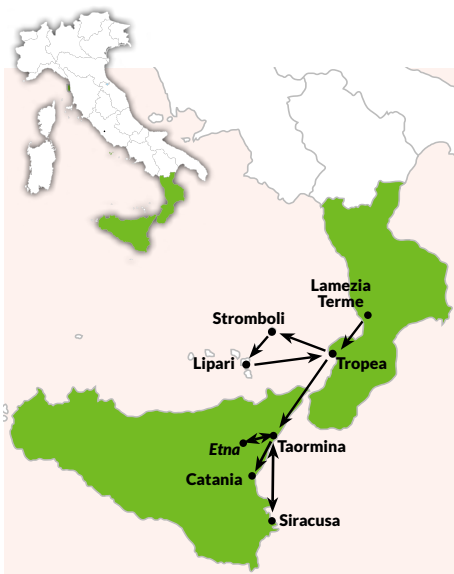 Lamezia
Terme
Stromboli
Lipari
Tropea
Etna
Taormina
Catania
Siracusa